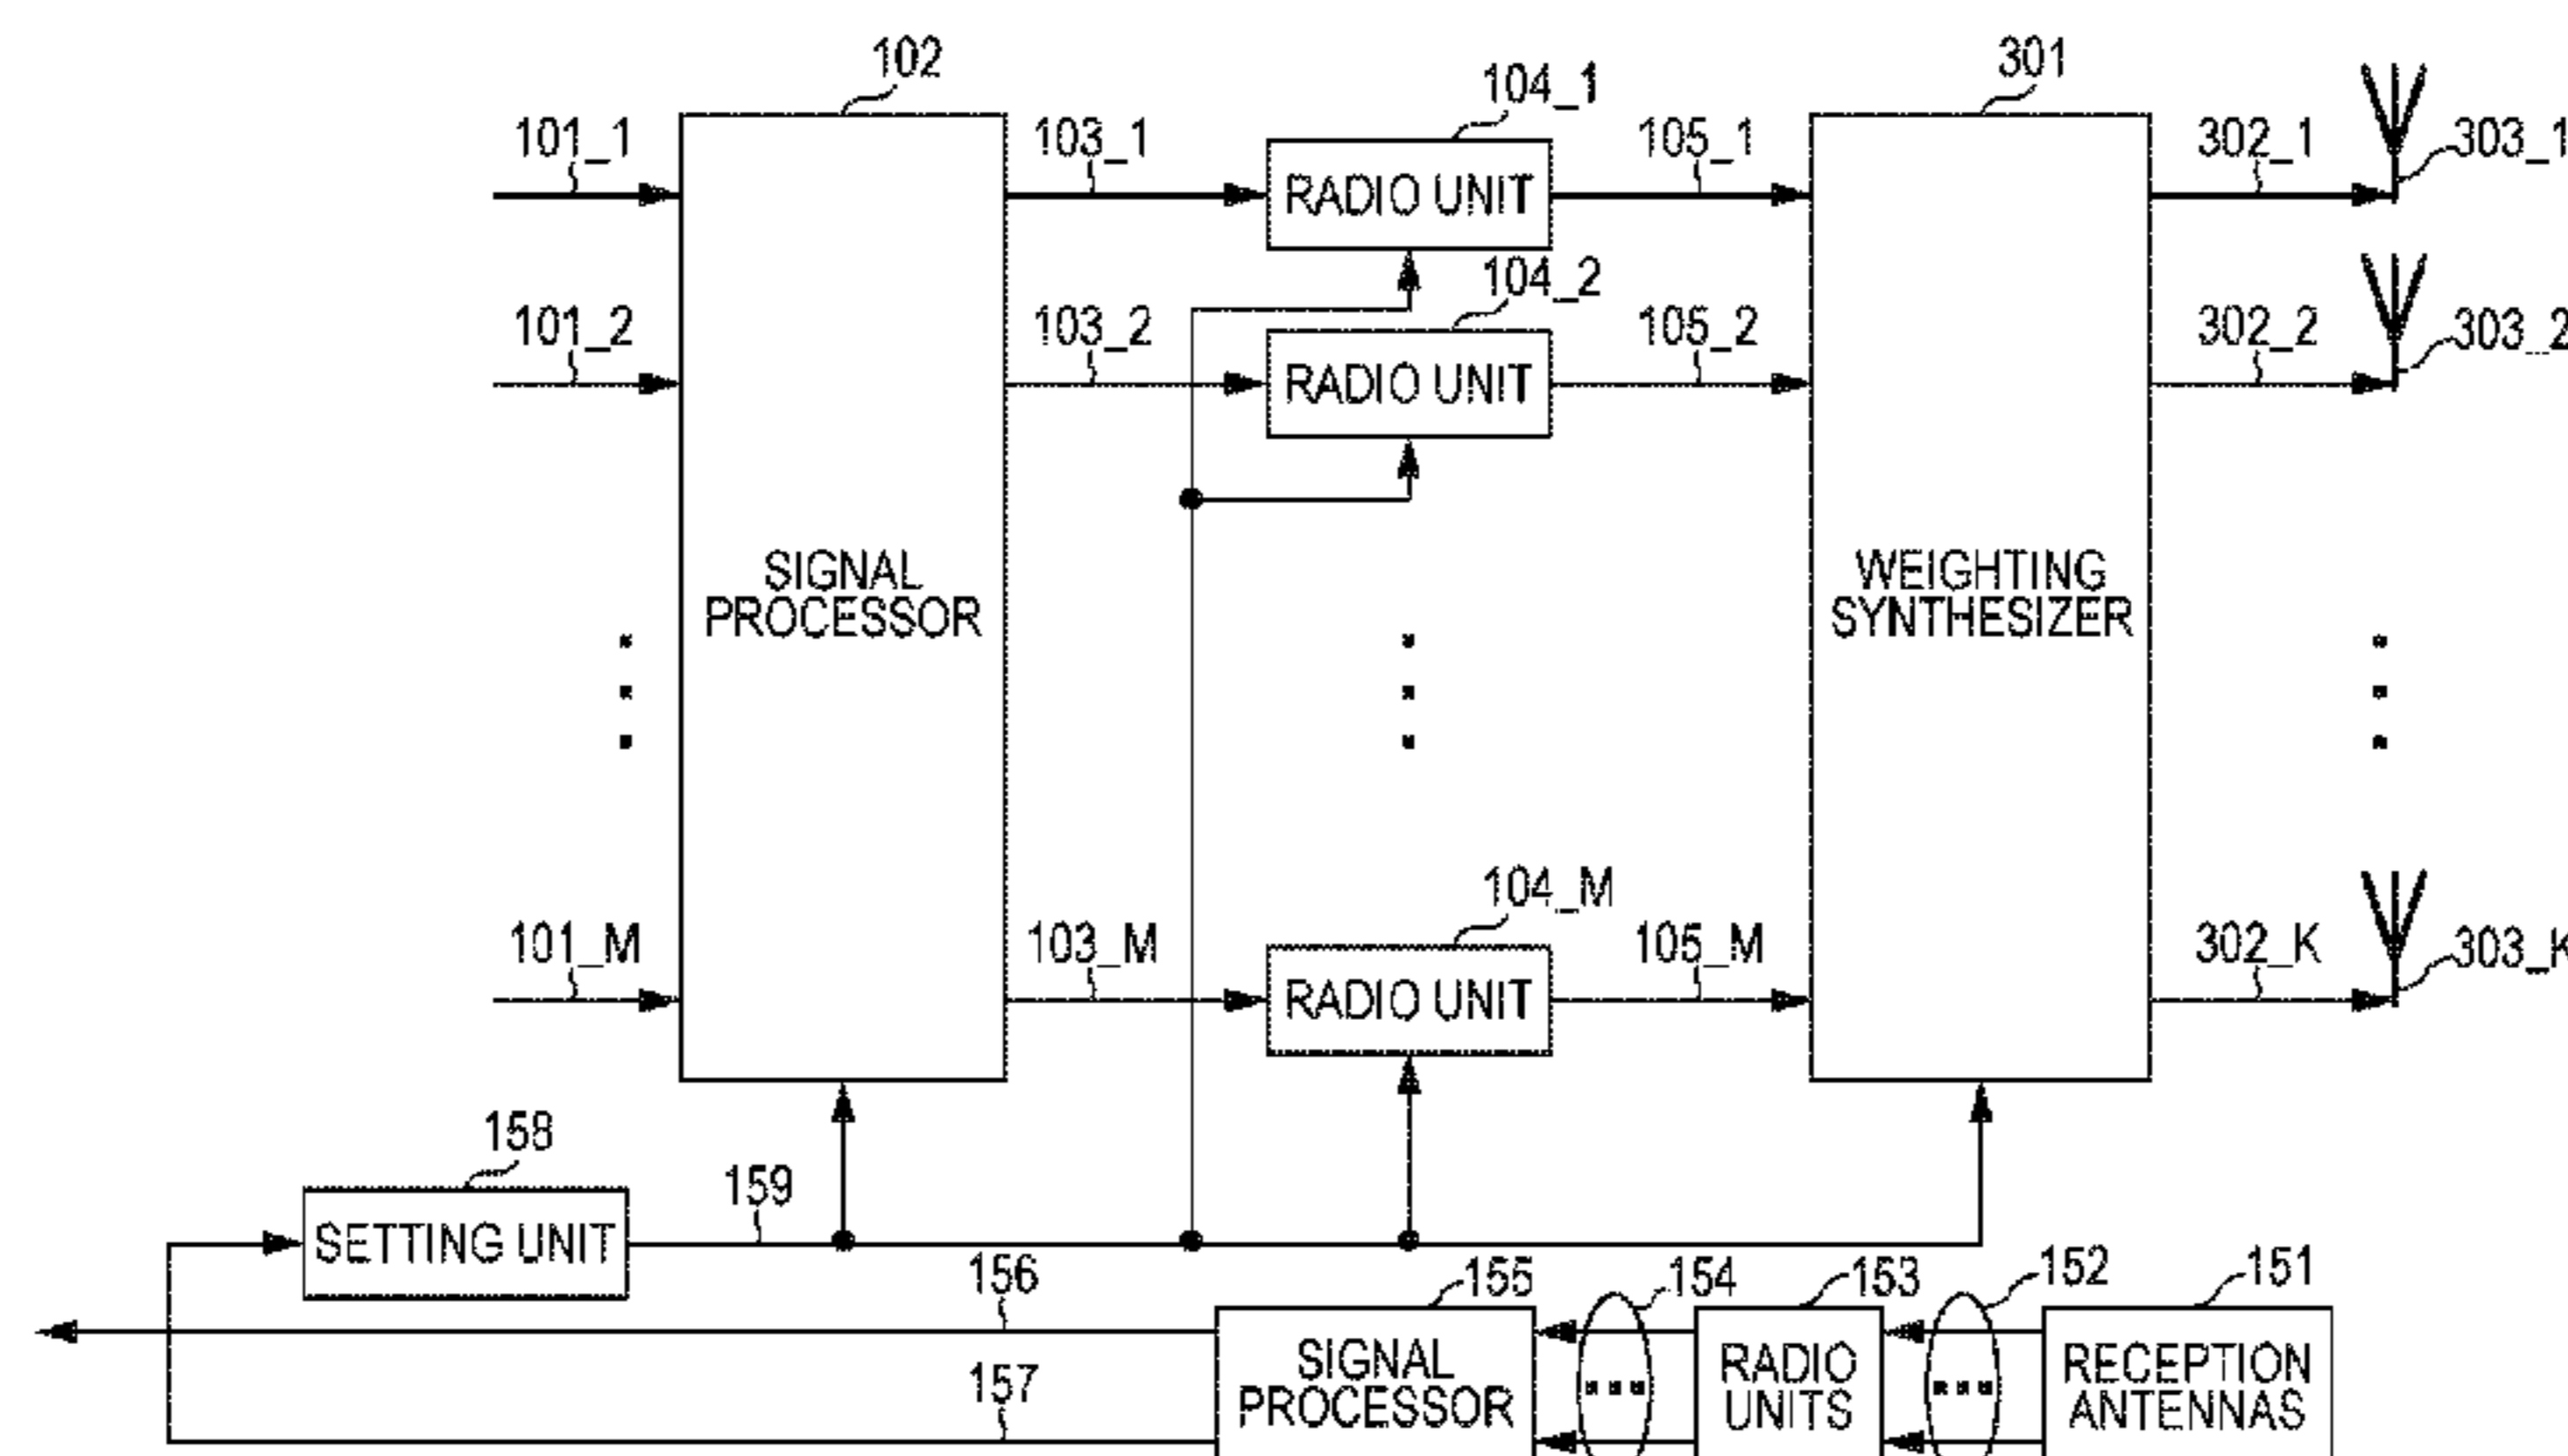 102
301
104_1
101_1
103_1
105_1
302_1
303_1
RADIO UNIT
104_2
101_2
103_2
105_2
302_2
303_2
RADIO UNIT
SIGNAL
PROCESSOR
WEIGHTING
SYNTHESIZER
104_M
101_M
103_M
105_M
302_K
303_K
RADIO UNIT
158
159
SETTING UNIT
156
155
154
153
152
151
157
SIGNAL
PROCESSOR
RADIO
UNITS
RECEPTION
ANTENNAS